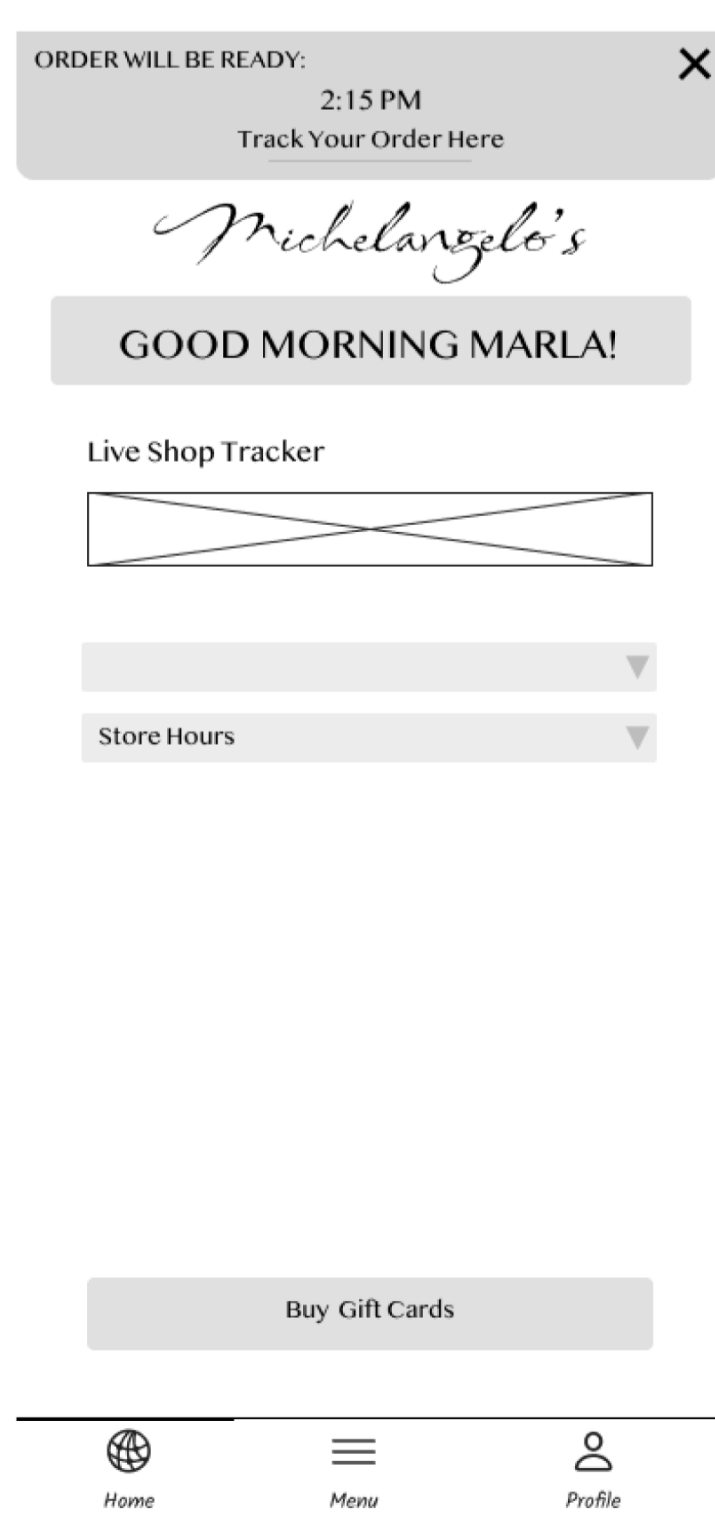 ORDER WILL BE READY:
2:15 PM
Track Your Order Here
Michelangelo's
GOOD MORNING MARLA!
Live Shop Tracker
Store Hours
Buy Gift Cards
Home Menu Profile